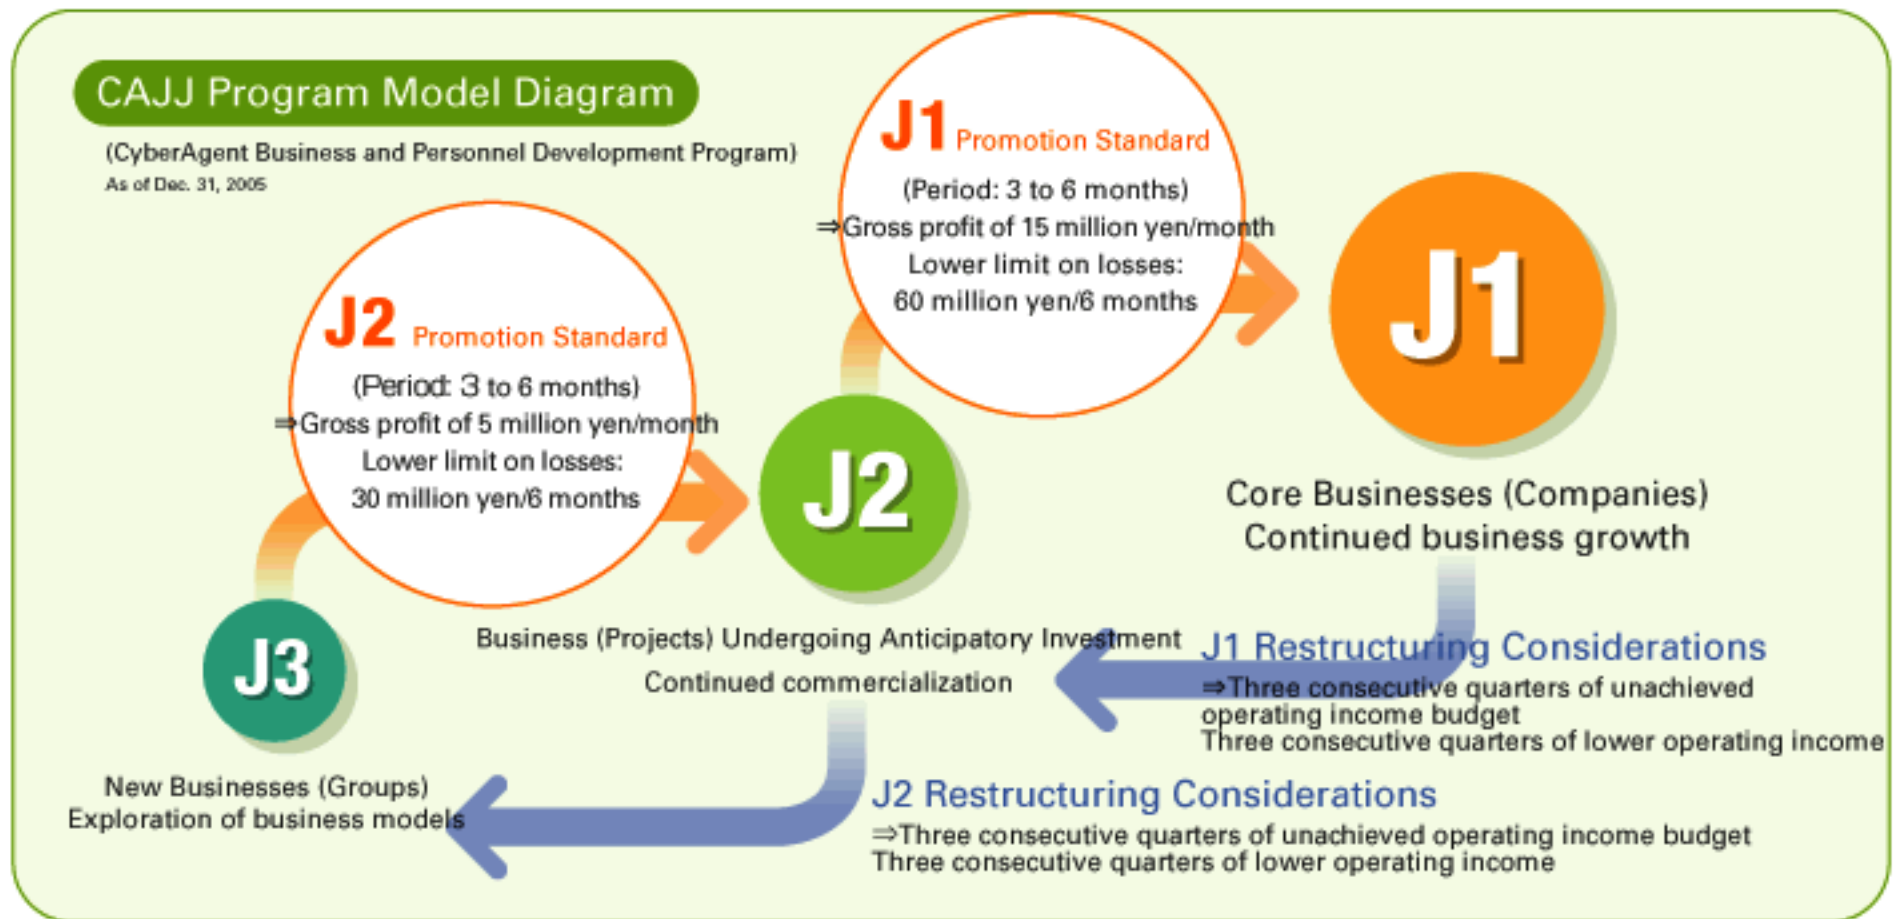 CAJJ Program Model Diagram
(CyberAgent Business and Personnel Development Program)
As of Dec. 31, 2005
J1 Promotion Standard
(Period: 3 to 6 months)
⇒Gross profit of 15 million yen/month
Lower limit on losses:
60 million yen/6 months
J1
Core Businesses (Companies)
Continued business growth
J2 Promotion Standard
(Period: 3 to 6 months)
⇒Gross profit of 5 million yen/month
Lower limit on losses:
30 million yen/6 months
J2
Business (Projects) Undergoing Anticipatory Investment
Continued commercialization
J3
New Businesses (Groups)
Exploration of business models
J1 Restructuring Considerations
⇒Three consecutive quarters of unachieved
operating income budget
Three consecutive quarters of lower operating income
J2 Restructuring Considerations
⇒Three consecutive quarters of unachieved operating income budget
Three consecutive quarters of lower operating income